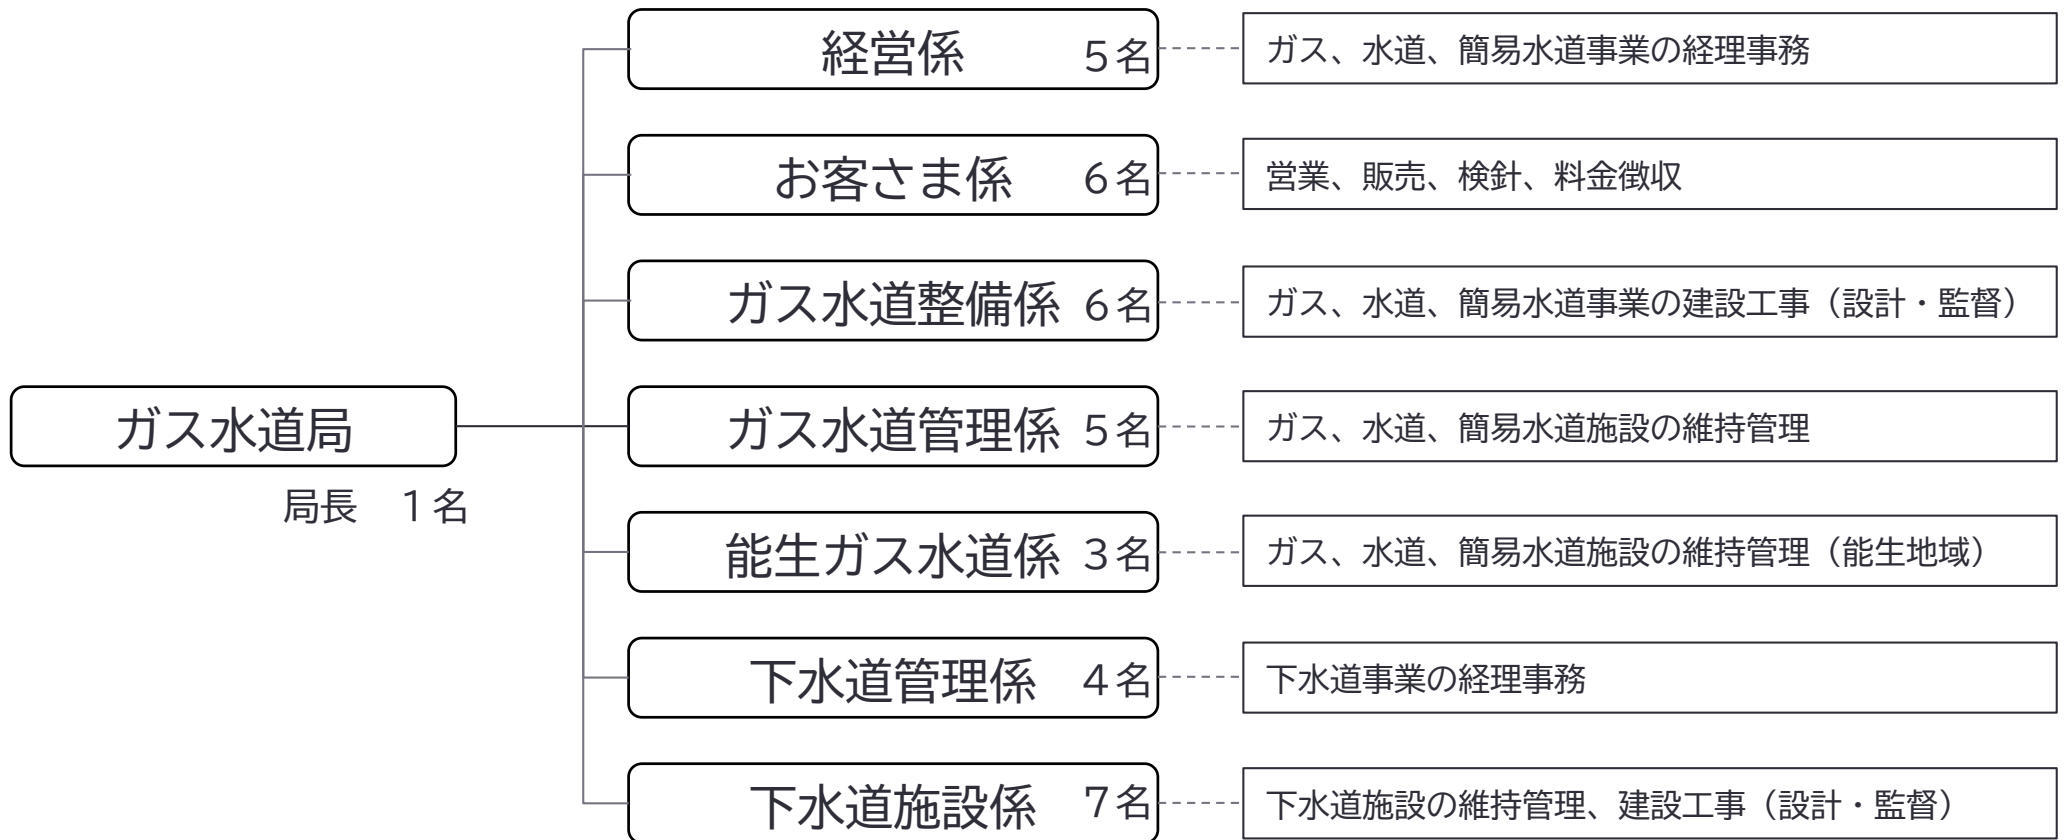 経営係 5名 ガス、水道、簡易水道事業の経理事務
お客さま係 6名 営業、販売、検針、料金徴収
ガス水道整備係 6名 ガス、水道、簡易水道事業の建設工事（設計・監督）
ガス水道局
局長　1名
ガス水道管理係 5名 ガス、水道、簡易水道施設の維持管理
能生ガス水道係 3名 ガス、水道、簡易水道施設の維持管理（能生地域）
下水道管理係 4名 下水道事業の経理事務
下水道施設係 7名 下水道施設の維持管理、建設工事（設計・監督）